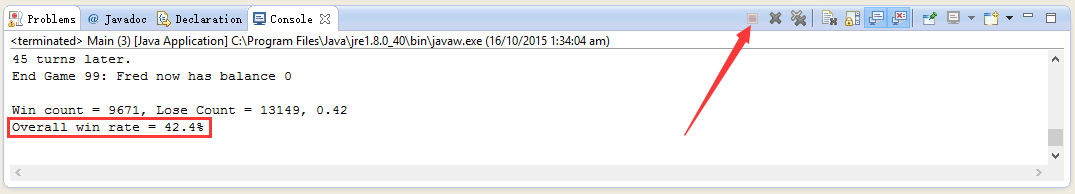 Problems @ Javadoc Declaration Console
<terminated> Main (3) [Java Application] C:\Program Files\Java\jre1.8.0_40\bin\javaw.exe (16/10/2015 1:34:04 am)
45 turns later.
End Game 99: Fred now has balance 0
Win count = 9671, Lose Count = 13149, 0.42
Overall win rate = 42.4%